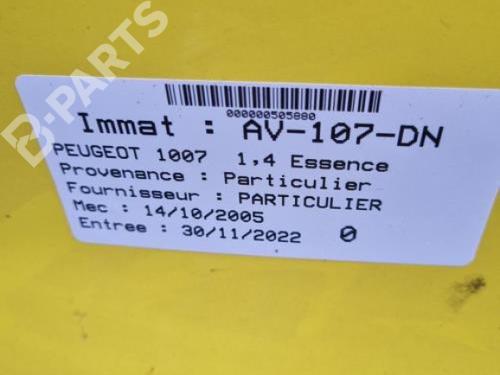 B-PARTS
000000505880
Immat : AV-107-DN
PEUGEOT 1007 1,4 Essence
Provenance : Particulier
Fournisseur : PARTICULIER
Mec : 14/10/2005
Entree : 30/11/2022 0